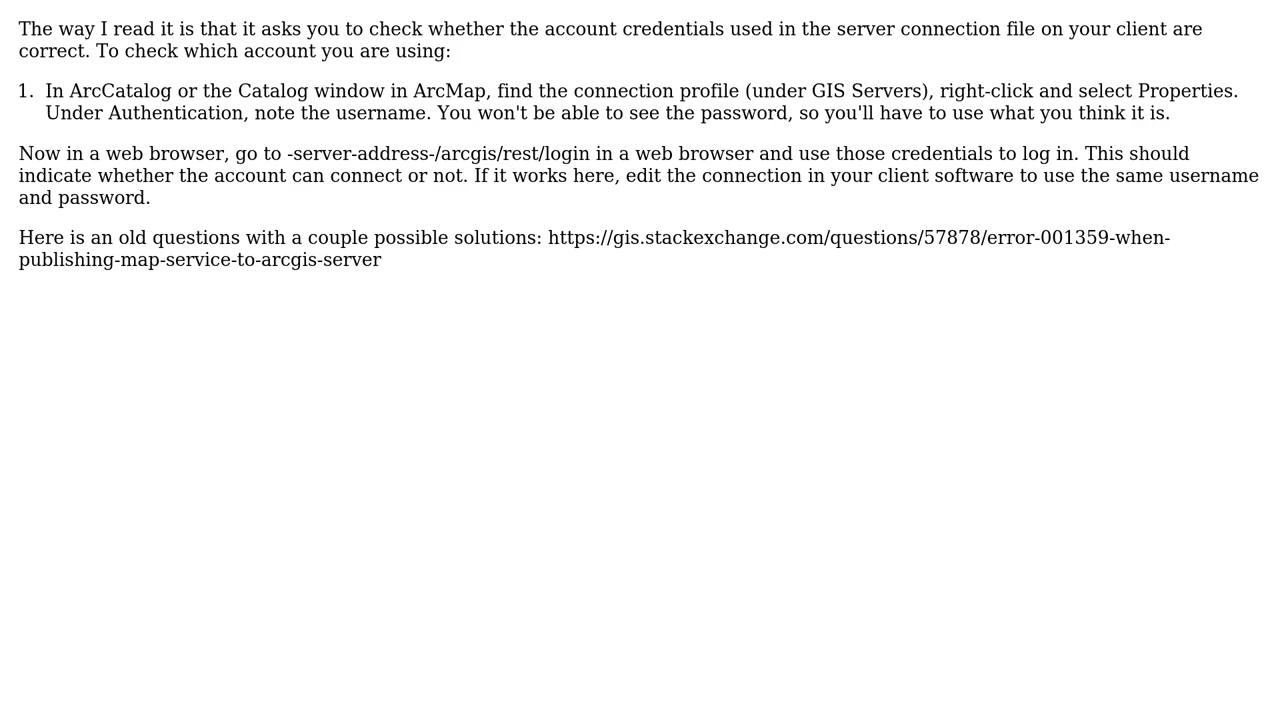 The way I read it is that it asks you to check whether the account credentials used in the server connection file on your client are
correct. To check which account you are using:
1. In ArcCatalog or the Catalog window in ArcMap, find the connection profile (under GIS Servers), right-click and select Properties.
Under Authentication, note the username. You won't be able to see the password, so you'll have to use what you think it is.
Now in a web browser, go to -server-address-/arcgis/rest/login in a web browser and use those credentials to log in. This should
indicate whether the account can connect or not. If it works here, edit the connection in your client software to use the same username
and password.
Here is an old questions with a couple possible solutions: https://gis.stackexchange.com/questions/57878/error-001359-when-
publishing-map-service-to-arcgis-server